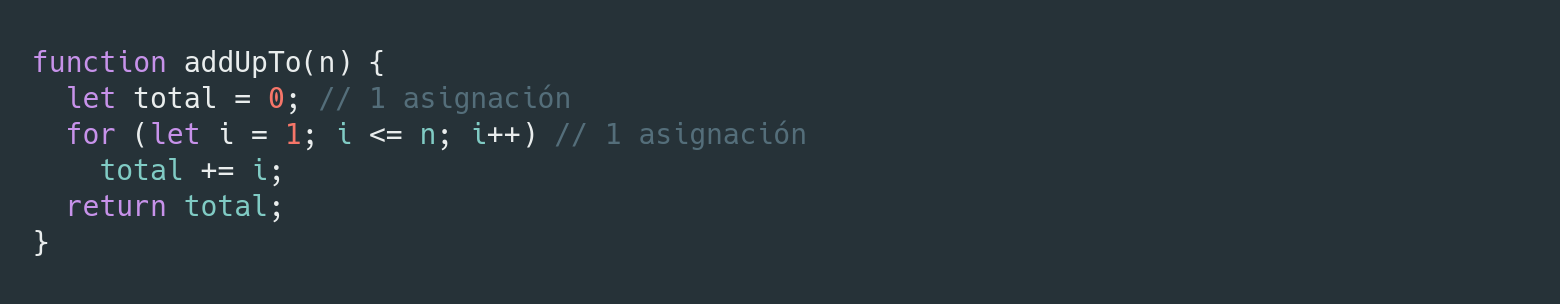 function addUpTo(n) {
  let total = 0; // 1 asignación
  for (let i = 1; i <= n; i++) // 1 asignación
    total += i;
  return total;
}